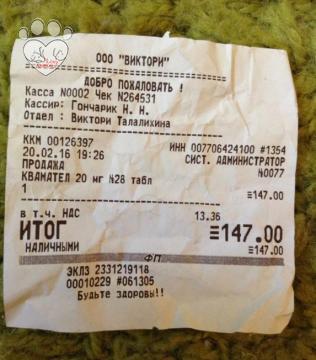 ООО "ВИКТОРИ"
ДОБРО ПОЖАЛОВАТЬ !
Касса N0002 Чек N264531
Кассир: Гончарик Н. Н.
Отдел : Виктори Талалихина
ККМ 00126397 ИНН 007706424100 #1354
20.02.16 19:26 СИСТ. АДМИНИСТРАТОР
ПРОДАЖА N0077
КВАМАТЕЛ 20 мг N28 табл
1 ≡147.00
в т.ч. НДС 13.36
ИТОГ ≡147.00
НАЛИЧНЫМИ ≡147.00
ФП
ЭКЛЗ 2331219118
00010229 #061305
Будьте здоровы!!